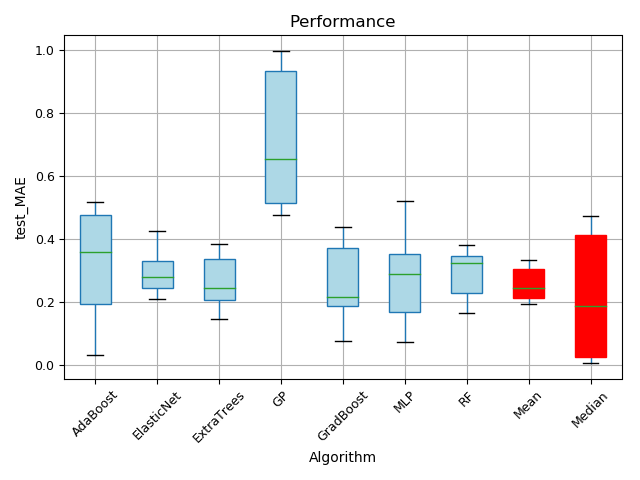 Performance
test_MAE
1.0
0.8
0.6
0.4
0.2
0.0
AdaBoost
ElasticNet
ExtraTrees
GP
GradBoost
MLP
RF
Mean
Median
Algorithm